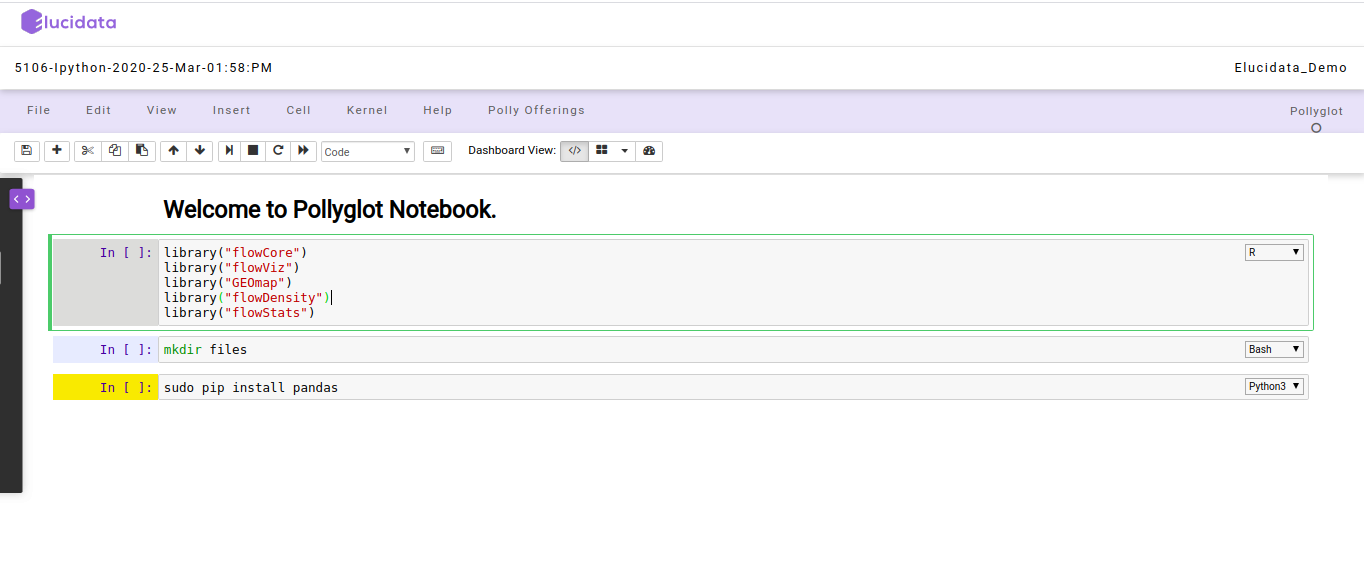 Elucidata
5106-Ipython-2020-25-Mar-01:58:PM
Elucidata_Demo
File Edit View Insert Cell Kernel Help Polly Offerings
Pollyglot
Code
Dashboard View:
Welcome to Pollyglot Notebook.
In [ ]:
library("flowCore")
library("flowViz")
library("GEOmap")
library("flowDensity")
library("flowStats")
R
In [ ]: mkdir files
Bash
In [ ]: sudo pip install pandas
Python3